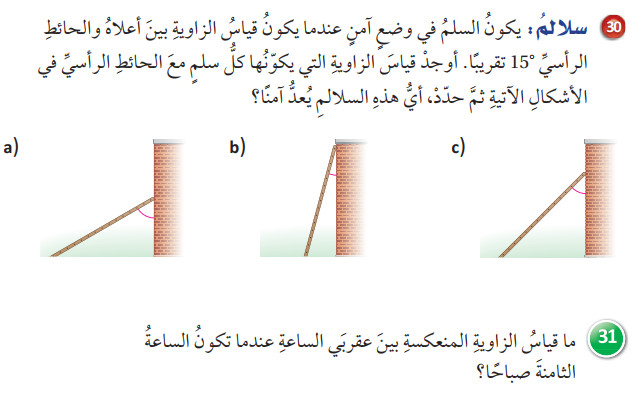 30 سلالمُ: يكونُ السلمُ في وضعٍ آمنٍ عندما يكونُ قياسُ الزاويةِ بينَ أعلاهُ والحائطِ
الرأسيِّ 15° تقريبًا. أوجدْ قياسَ الزاويةِ التي يكوّنُها كلُّ سلمٍ معَ الحائطِ الرأسيِّ في
الأشكالِ الآتيةِ ثمَّ حدّدْ، أيُّ هذهِ السلالمِ يُعدُّ آمنًا؟
a) b) c)
31 ما قياسُ الزاويةِ المنعكسةِ بينَ عقربَي الساعةِ عندما تكونُ الساعةُ
الثامنةَ صباحًا؟